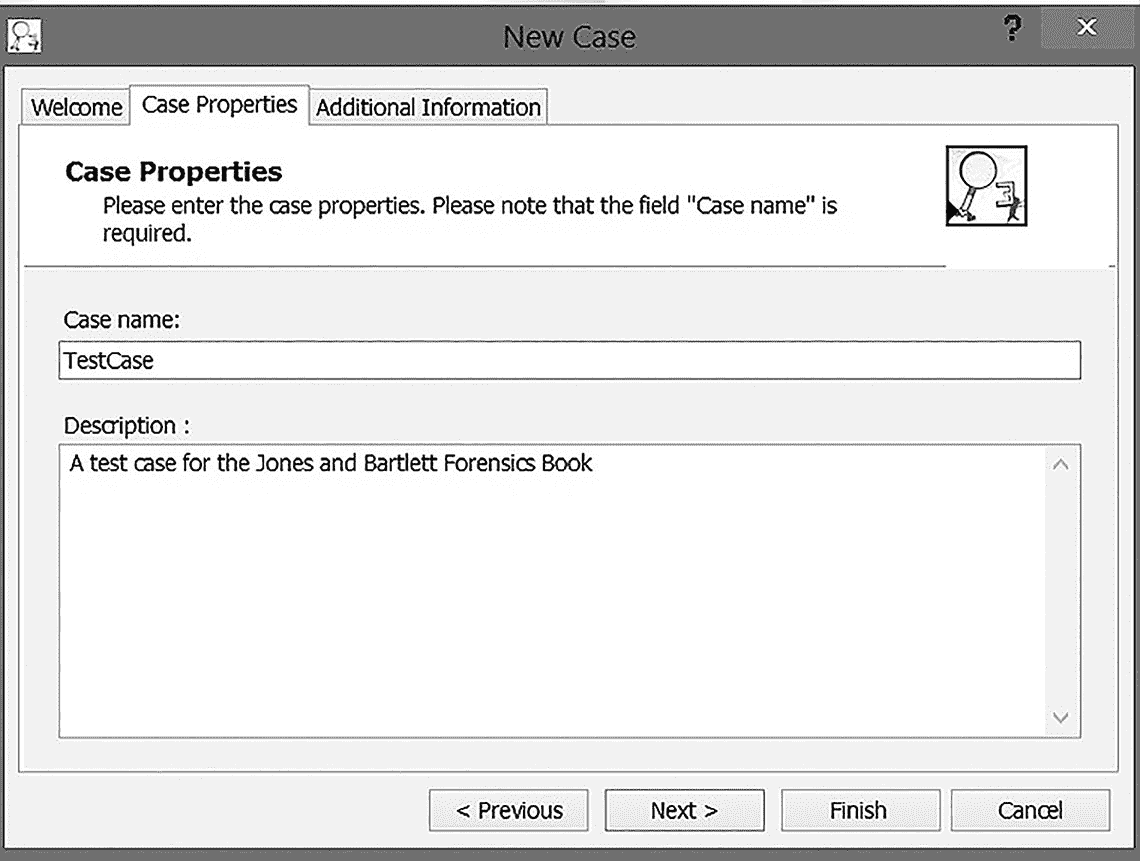 New Case
?
X
Welcome
Case Properties
Additional Information
Case Properties
Please enter the case properties. Please note that the field "Case name" is
required.
Case name:
TestCase
Description :
A test case for the Jones and Bartlett Forensics Book
< Previous
Next >
Finish
Cancel